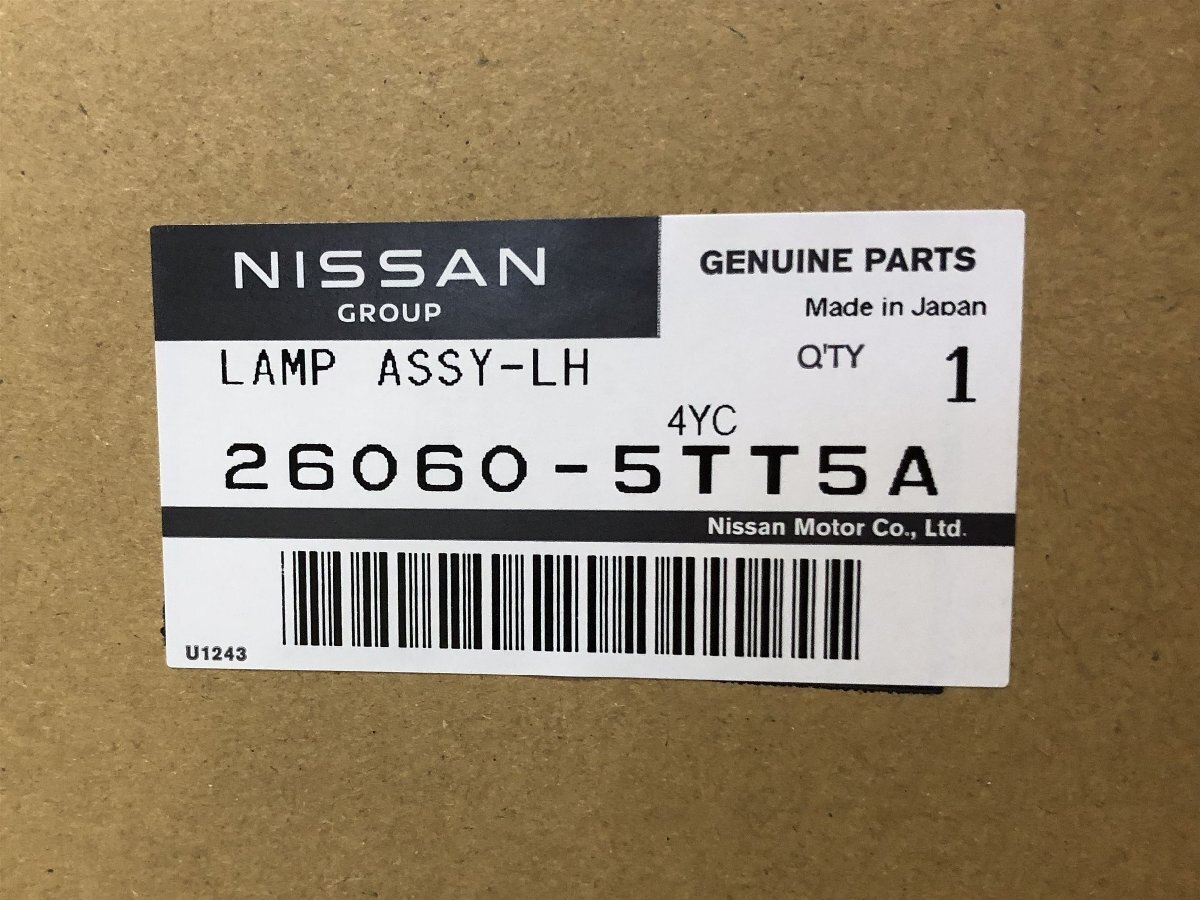 NISSAN
GROUP
GENUINE PARTS
Made in Japan
LAMP ASSY-LH
Q'TY 1
4YC
26060-5TT5A
Nissan Motor Co., Ltd.
U1243